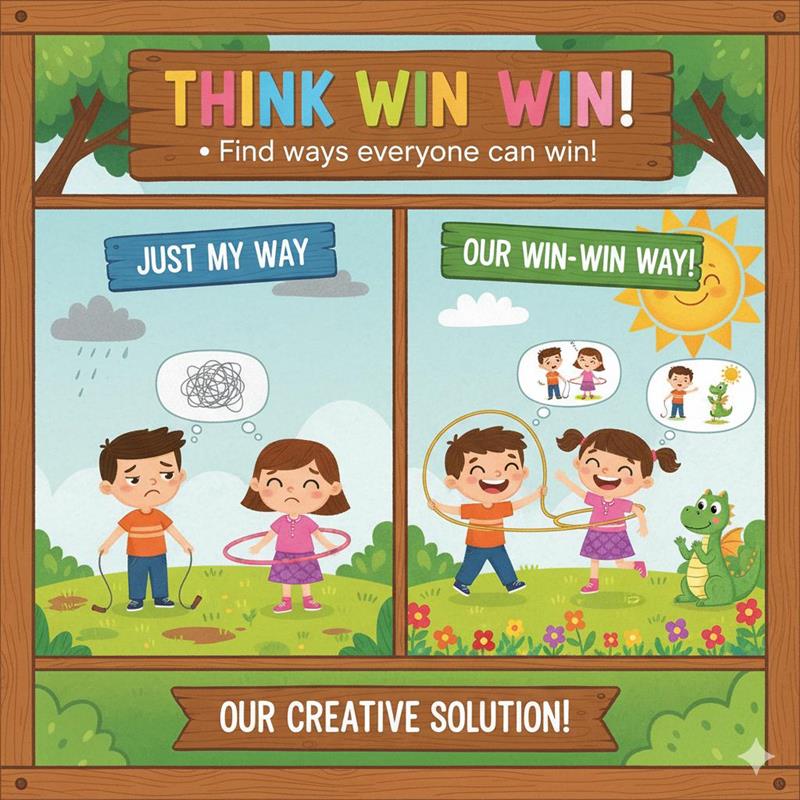 THINK WIN WIN!
• Find ways everyone can win!
JUST MY WAY
OUR WIN-WIN WAY!
OUR CREATIVE SOLUTION!